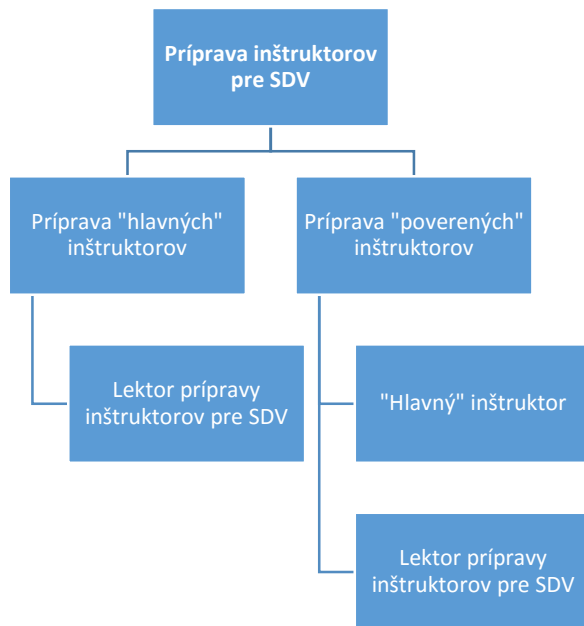 Príprava inštruktorov
pre SDV
Príprava "hlavných"
inštruktorov
Príprava "poverených"
inštruktorov
Lektor prípravy
inštruktorov pre SDV
"Hlavný" inštruktor
Lektor prípravy
inštruktorov pre SDV